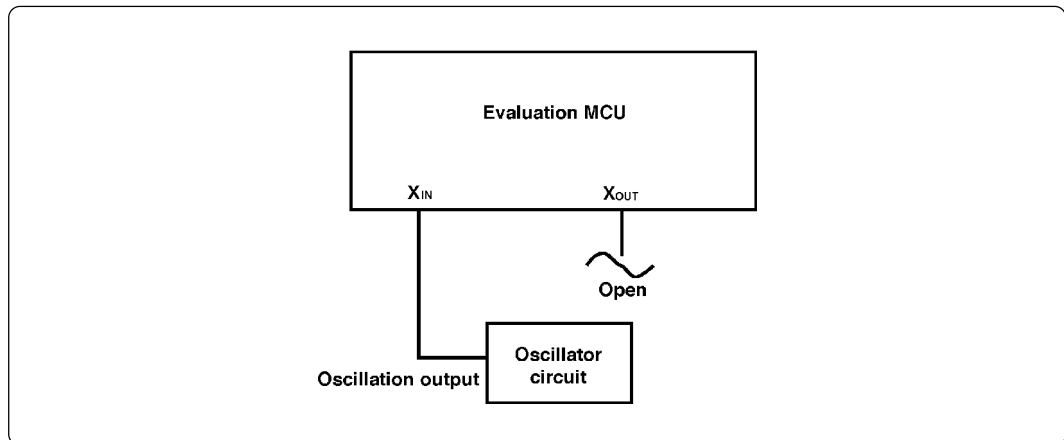 Evaluation MCU
XIN XOUT
Open
Oscillator
circuit
Oscillation output